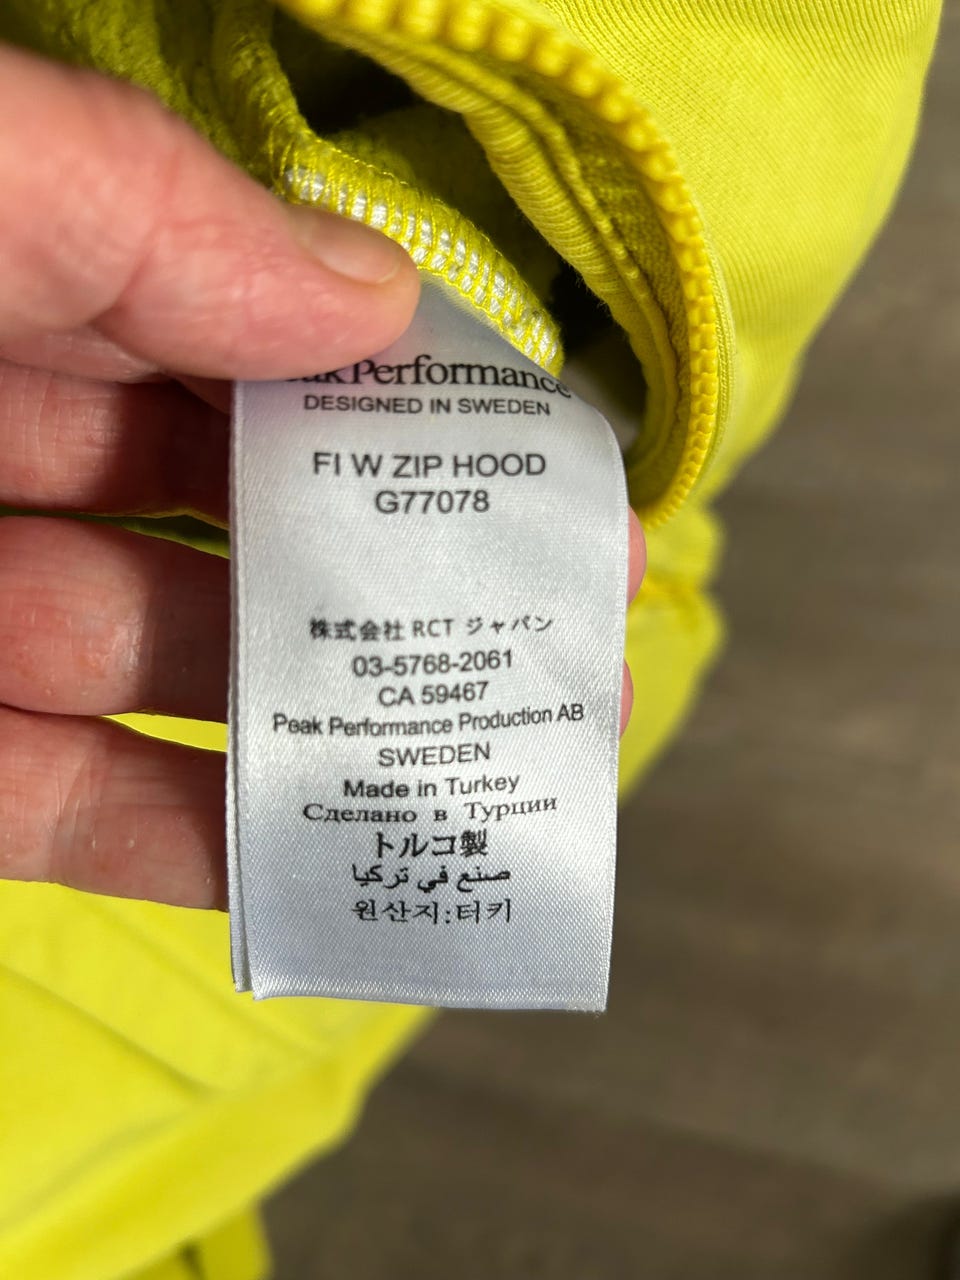 Performance
DESIGNED IN SWEDEN
FI W ZIP HOOD
G77078
株式会社 RCT ジャパン
03-5768-2061
CA 59467
Peak Performance Production AB
SWEDEN
Made in Turkey
Сделано в Турции
トルコ製
صنع في تركيا
원산지:터키